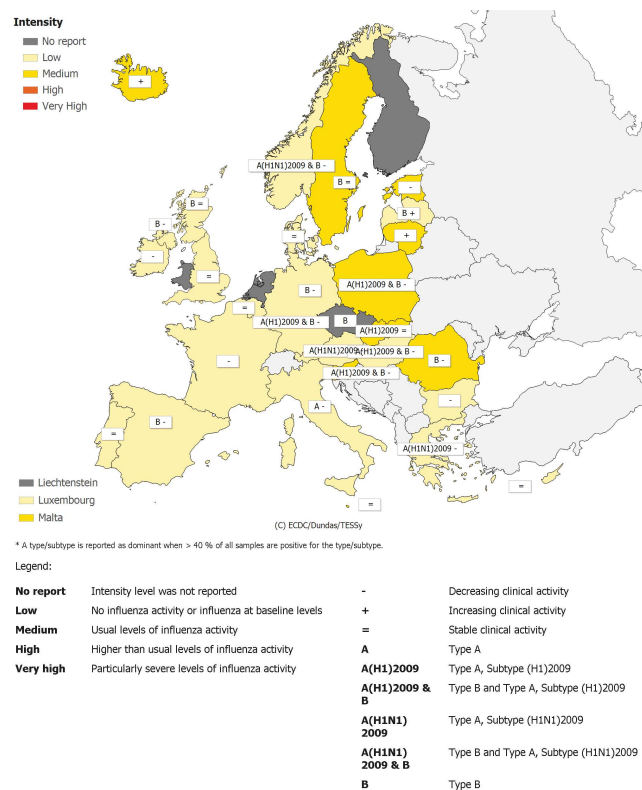 Intensity
No report
Low
Medium
High
Very High
+
A(H1N1)2009 & B -
B =
B =
-
B -
B +
=
+
-
=
B -
A(H1)2009 & B -
=
A(H1)2009 & B -
B
A(H1)2009 =
A(H1N1)2009
A(H1)2009 & B -
B -
-
A(H1)2009 & B -
B -
A -
-
=
A(H1N1)2009 -
=
=
Liechtenstein
Luxembourg
Malta
(C) ECDC/Dundas/TESSy
* A type/subtype is reported as dominant when > 40 % of all samples are positive for the type/subtype.
Legend:
No report Intensity level was not reported - Decreasing clinical activity
Low No influenza activity or influenza at baseline levels + Increasing clinical activity
Medium Usual levels of influenza activity = Stable clinical activity
High Higher than usual levels of influenza activity A Type A
Very high Particularly severe levels of influenza activity A(H1)2009 Type A, Subtype (H1)2009
A(H1)2009 & Type B and Type A, Subtype (H1)2009
B
A(H1N1) Type A, Subtype (H1N1)2009
2009
A(H1N1) Type B and Type A, Subtype (H1N1)2009
2009 & B
B Type B